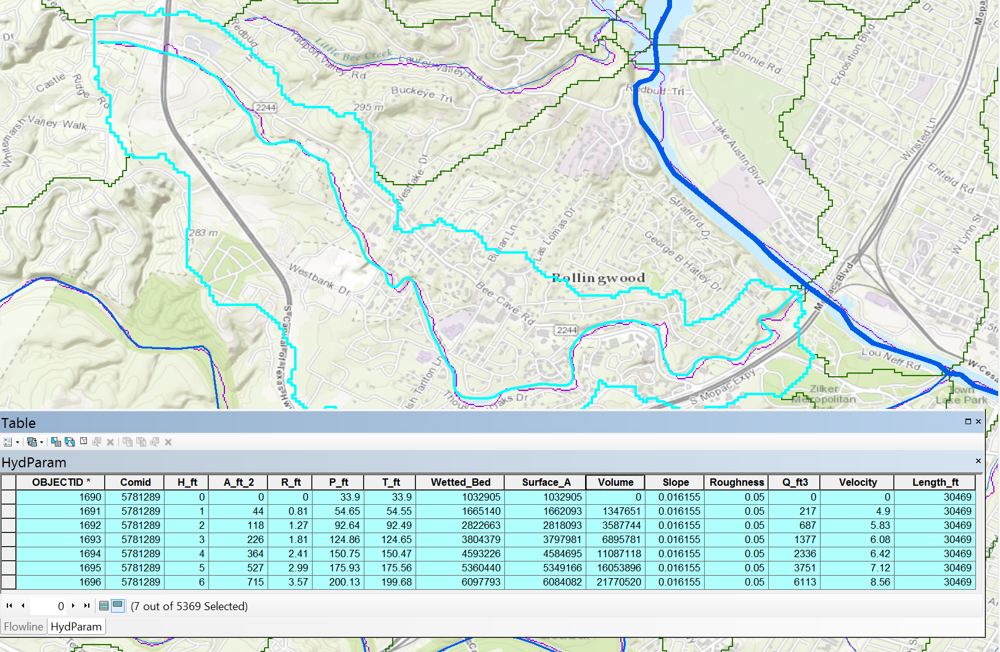 Mopac
Dr
Redbud
Dr
Little Bee Creek
Taupon Valley Rd
Laurel Valley Rd
Bonnie Rd
Exposition Blvd
Castle Ridge Rd
Buckeye Trl
Redbud Trl
2244
295 m
Whitemarsh Valley Walk
Lake Austin Blvd
Winsted Ln
Enfield Rd
Westlake Dr
Stratford Dr
283 m
Las Lomas Dr
W Lynn St
Bulian Ln
George B Hatley Dr
Westbank Dr
Rollingwood
Mopac Blvd
Bee Cave Rd
S Capital of Texas Hwy
2244
5th
Lou Neff Rd
W Cesa
Tarlton Ln
S Mopac Expy
Zilker
Metropolitan
Town
Lake Park
Oaks Dr
Table
HydParam
OBJECTID * Comid H_ft A_ft_2 R_ft P_ft T_ft Wetted_Bed Surface_A Volume Slope Roughness Q_ft3 Velocity Length_ft
1690 5781289 0 0 0 33.9 33.9 1032905 1032905 0 0.016155 0.05 0 0 30469
1691 5781289 1 44 0.81 54.65 54.55 1665140 1662093 1347651 0.016155 0.05 217 4.9 30469
1692 5781289 2 118 1.27 92.64 92.49 2822663 2818093 3587744 0.016155 0.05 687 5.83 30469
1693 5781289 3 226 1.81 124.86 124.65 3804379 3797981 6895781 0.016155 0.05 1377 6.08 30469
1694 5781289 4 364 2.41 150.75 150.47 4593226 4584695 11087118 0.016155 0.05 2336 6.42 30469
1695 5781289 5 527 2.99 175.93 175.56 5360440 5349166 16053896 0.016155 0.05 3751 7.12 30469
1696 5781289 6 715 3.57 200.13 199.68 6097793 6084082 21770520 0.016155 0.05 6113 8.56 30469
0 (7 out of 5369 Selected)
Flowline HydParam